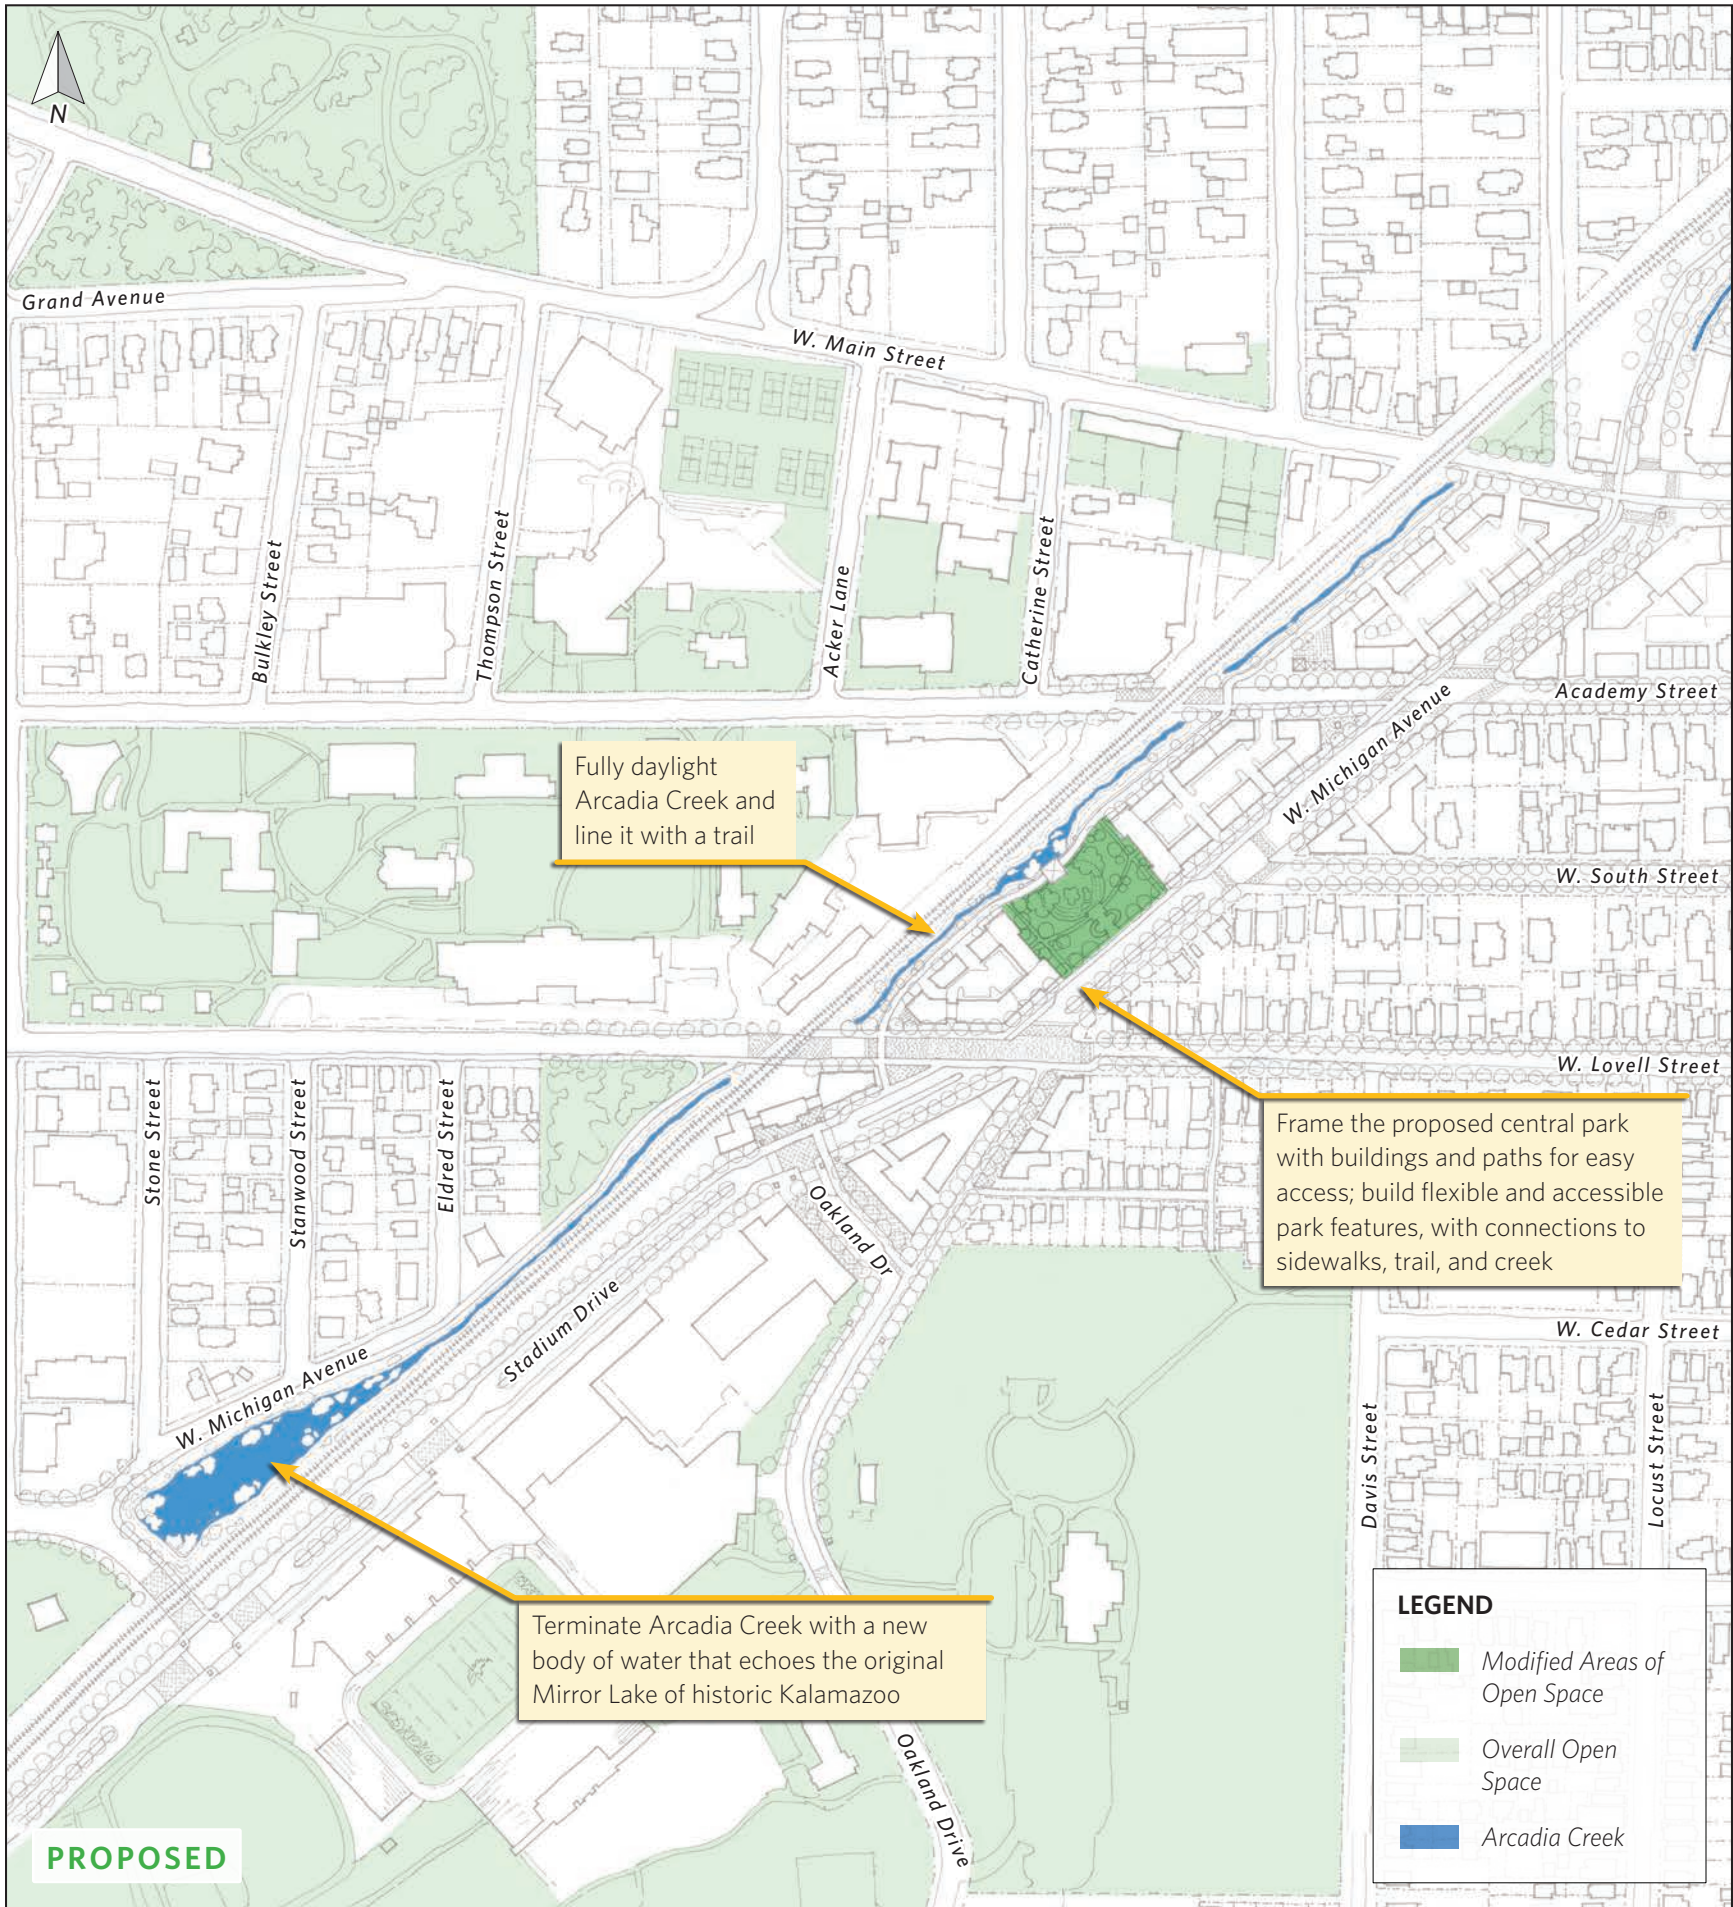 N
Grand Avenue
W. Main Street
Bulkley Street
Thompson Street
Acker Lane
Catherine Street
Academy Street
W. Michigan Avenue
Fully daylight
Arcadia Creek and
line it with a trail
W. South Street
W. Lovell Street
Stone Street
Stanwood Street
Eldred Street
Oakland Dr
Frame the proposed central park
with buildings and paths for easy
access; build flexible and accessible
park features, with connections to
sidewalks, trail, and creek
Stadium Drive
W. Cedar Street
W. Michigan Avenue
Davis Street
Locust Street
Terminate Arcadia Creek with a new
body of water that echoes the original
Mirror Lake of historic Kalamazoo
Oakland Drive
LEGEND
Modified Areas of
Open Space
Overall Open
Space
Arcadia Creek
PROPOSED